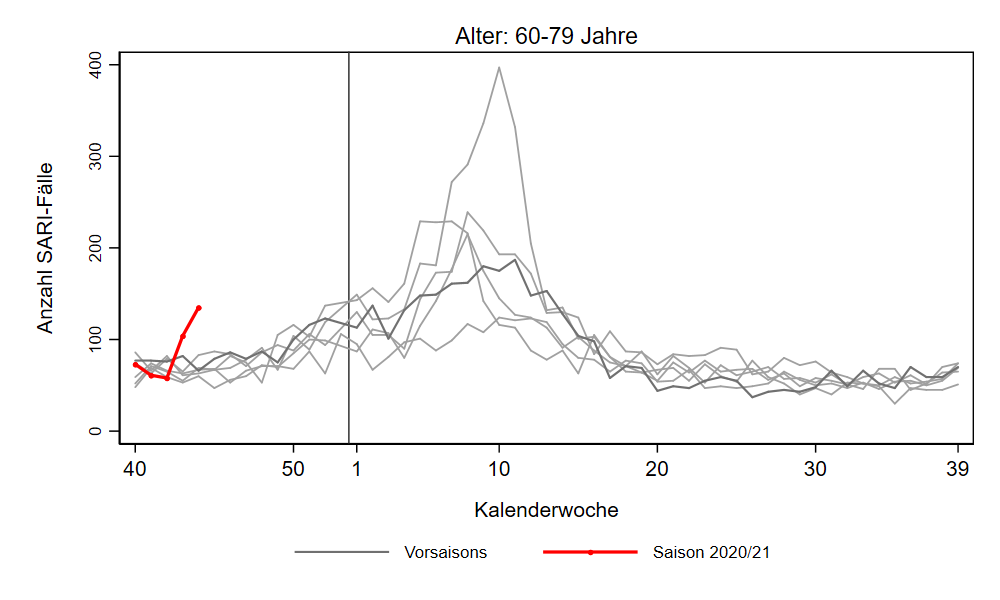 Alter: 60-79 Jahre
Anzahl SARI-Fälle
400
300
200
100
0
40 50 1 10 20 30 39
Kalenderwoche
Vorsaisons Saison 2020/21